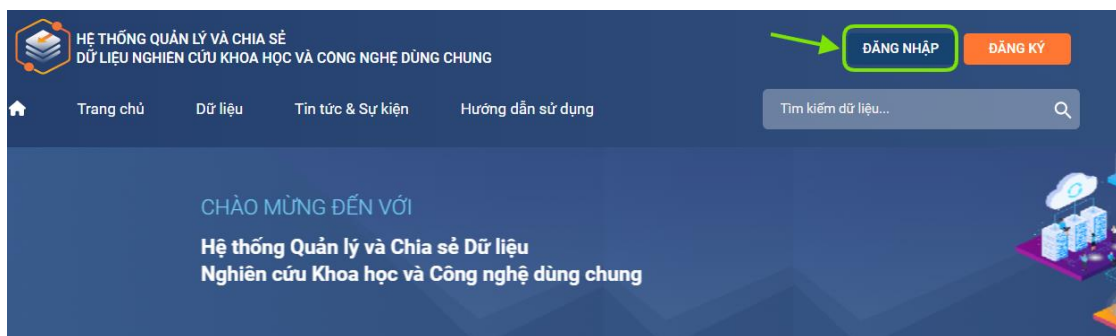 HỆ THỐNG QUẢN LÝ VÀ CHIA SẺ
DỮ LIỆU NGHIÊN CỨU KHOA HỌC VÀ CÔNG NGHỆ DÙNG CHUNG
ĐĂNG NHẬP
ĐĂNG KÝ
Trang chủ
Dữ liệu
Tin tức & Sự kiện
Hướng dẫn sử dụng
Tìm kiếm dữ liệu...
CHÀO MỪNG ĐẾN VỚI
Hệ thống Quản lý và Chia sẻ Dữ liệu
Nghiên cứu Khoa học và Công nghệ dùng chung